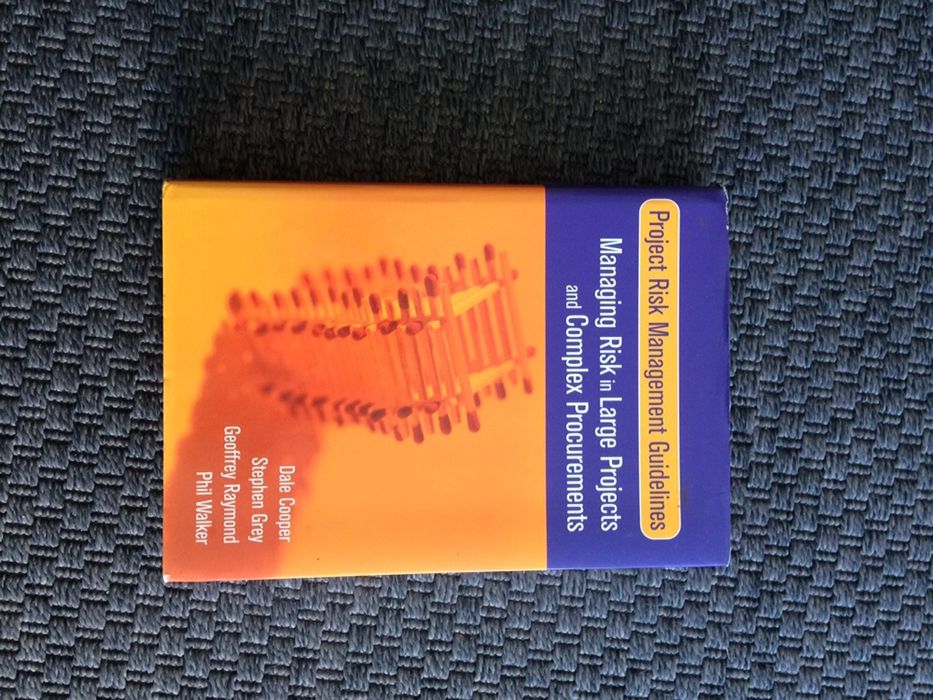 Project Risk Management Guidelines
Managing Risk in Large Projects
and Complex Procurements
Dale Cooper
Stephen Grey
Geoffrey Raymond
Phil Walker